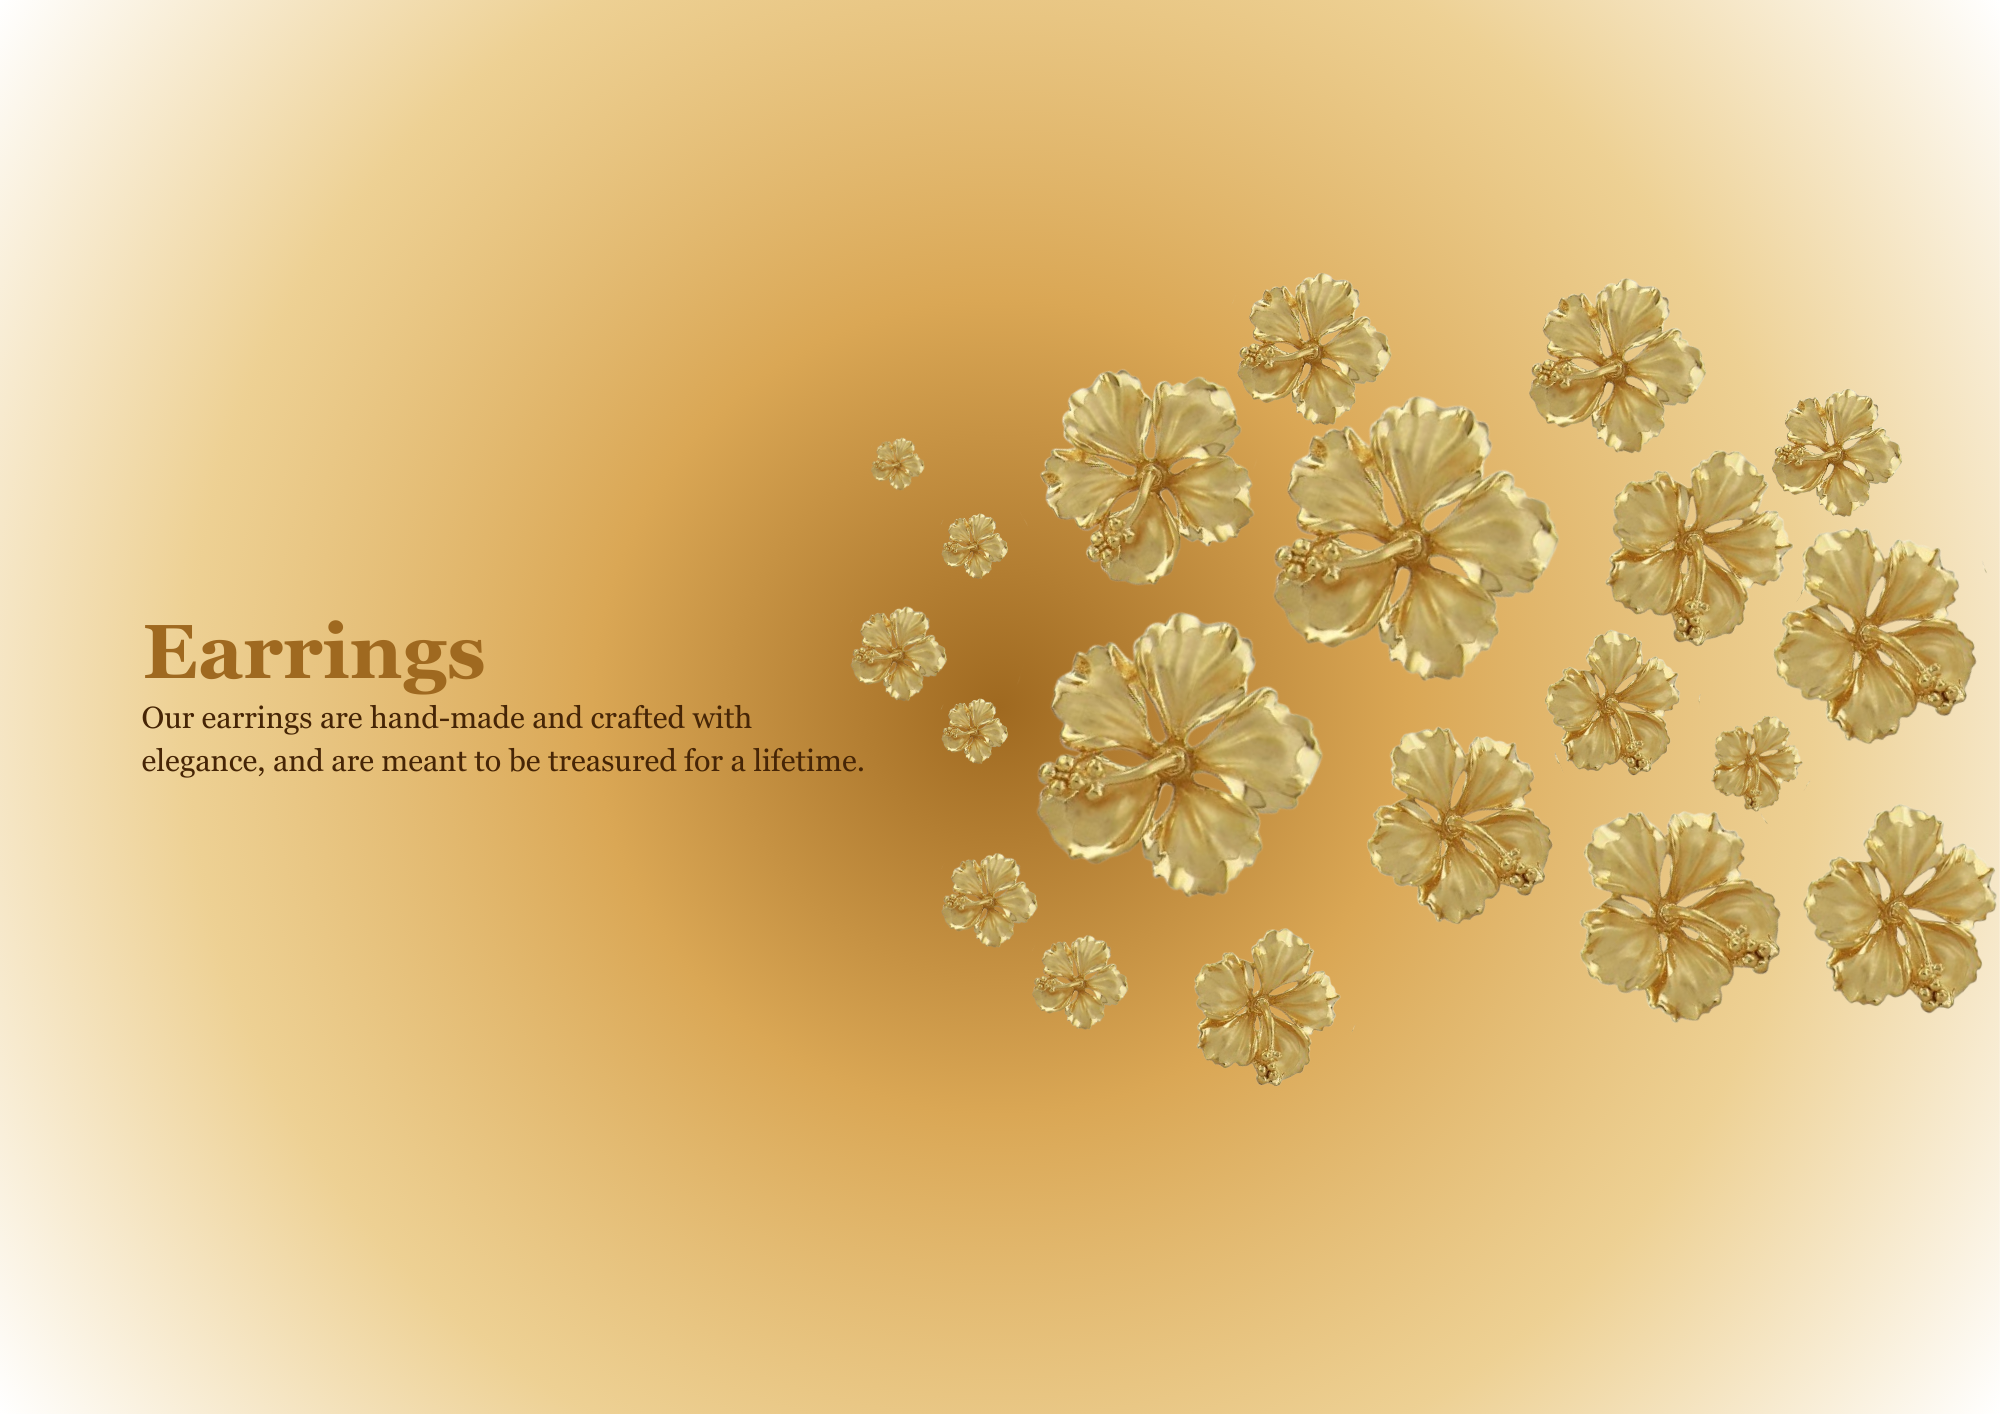 Earrings
Our earrings are hand-made and crafted with
elegance, and are meant to be treasured for a lifetime.